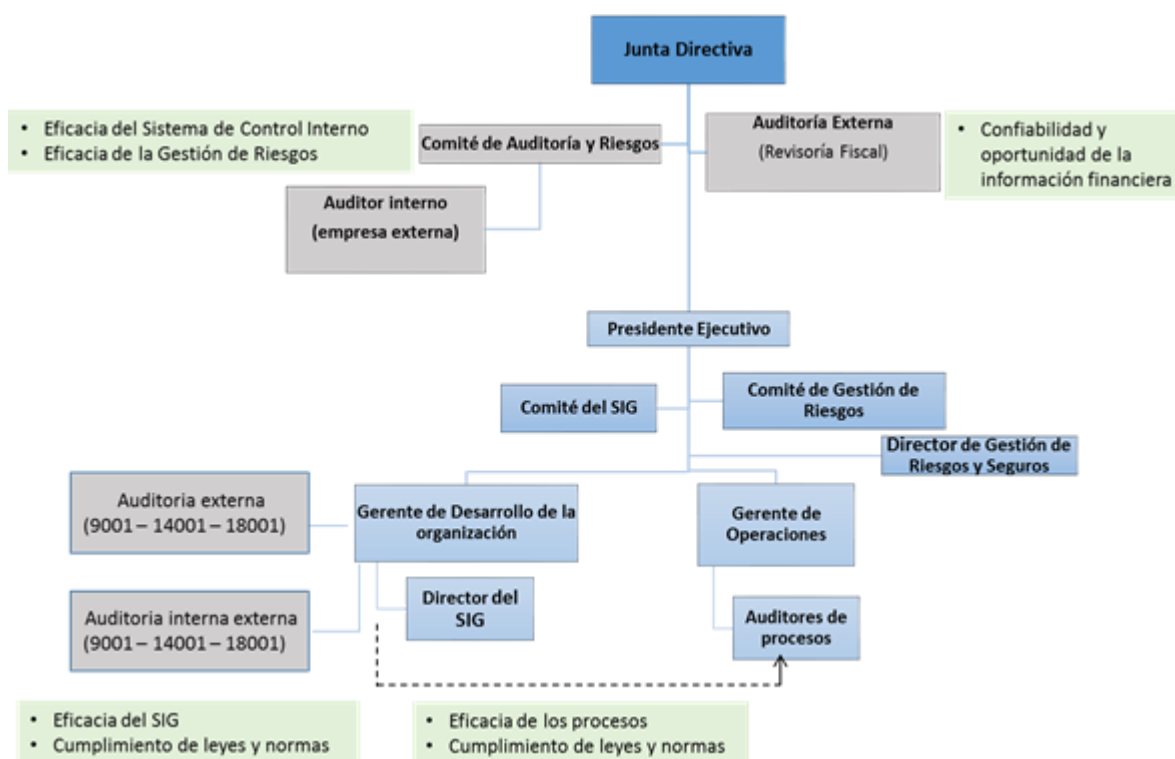 Junta Directiva
• Eficacia del Sistema de Control Interno
• Eficacia de la Gestión de Riesgos
Comité de Auditoría y Riesgos
Auditoría Externa
(Revisoría Fiscal)
• Confiabilidad y
oportunidad de la
información financiera
Auditor interno
(empresa externa)
Presidente Ejecutivo
Comité del SIG
Comité de Gestión de
Riesgos
Director de Gestión de
Riesgos y Seguros
Auditoria externa
(9001 – 14001 – 18001)
Gerente de Desarrollo de la
organización
Gerente de
Operaciones
Auditoria interna externa
(9001 – 14001 – 18001)
Director del
SIG
Auditores de
procesos
• Eficacia del SIG
• Cumplimiento de leyes y normas
• Eficacia de los procesos
• Cumplimiento de leyes y normas